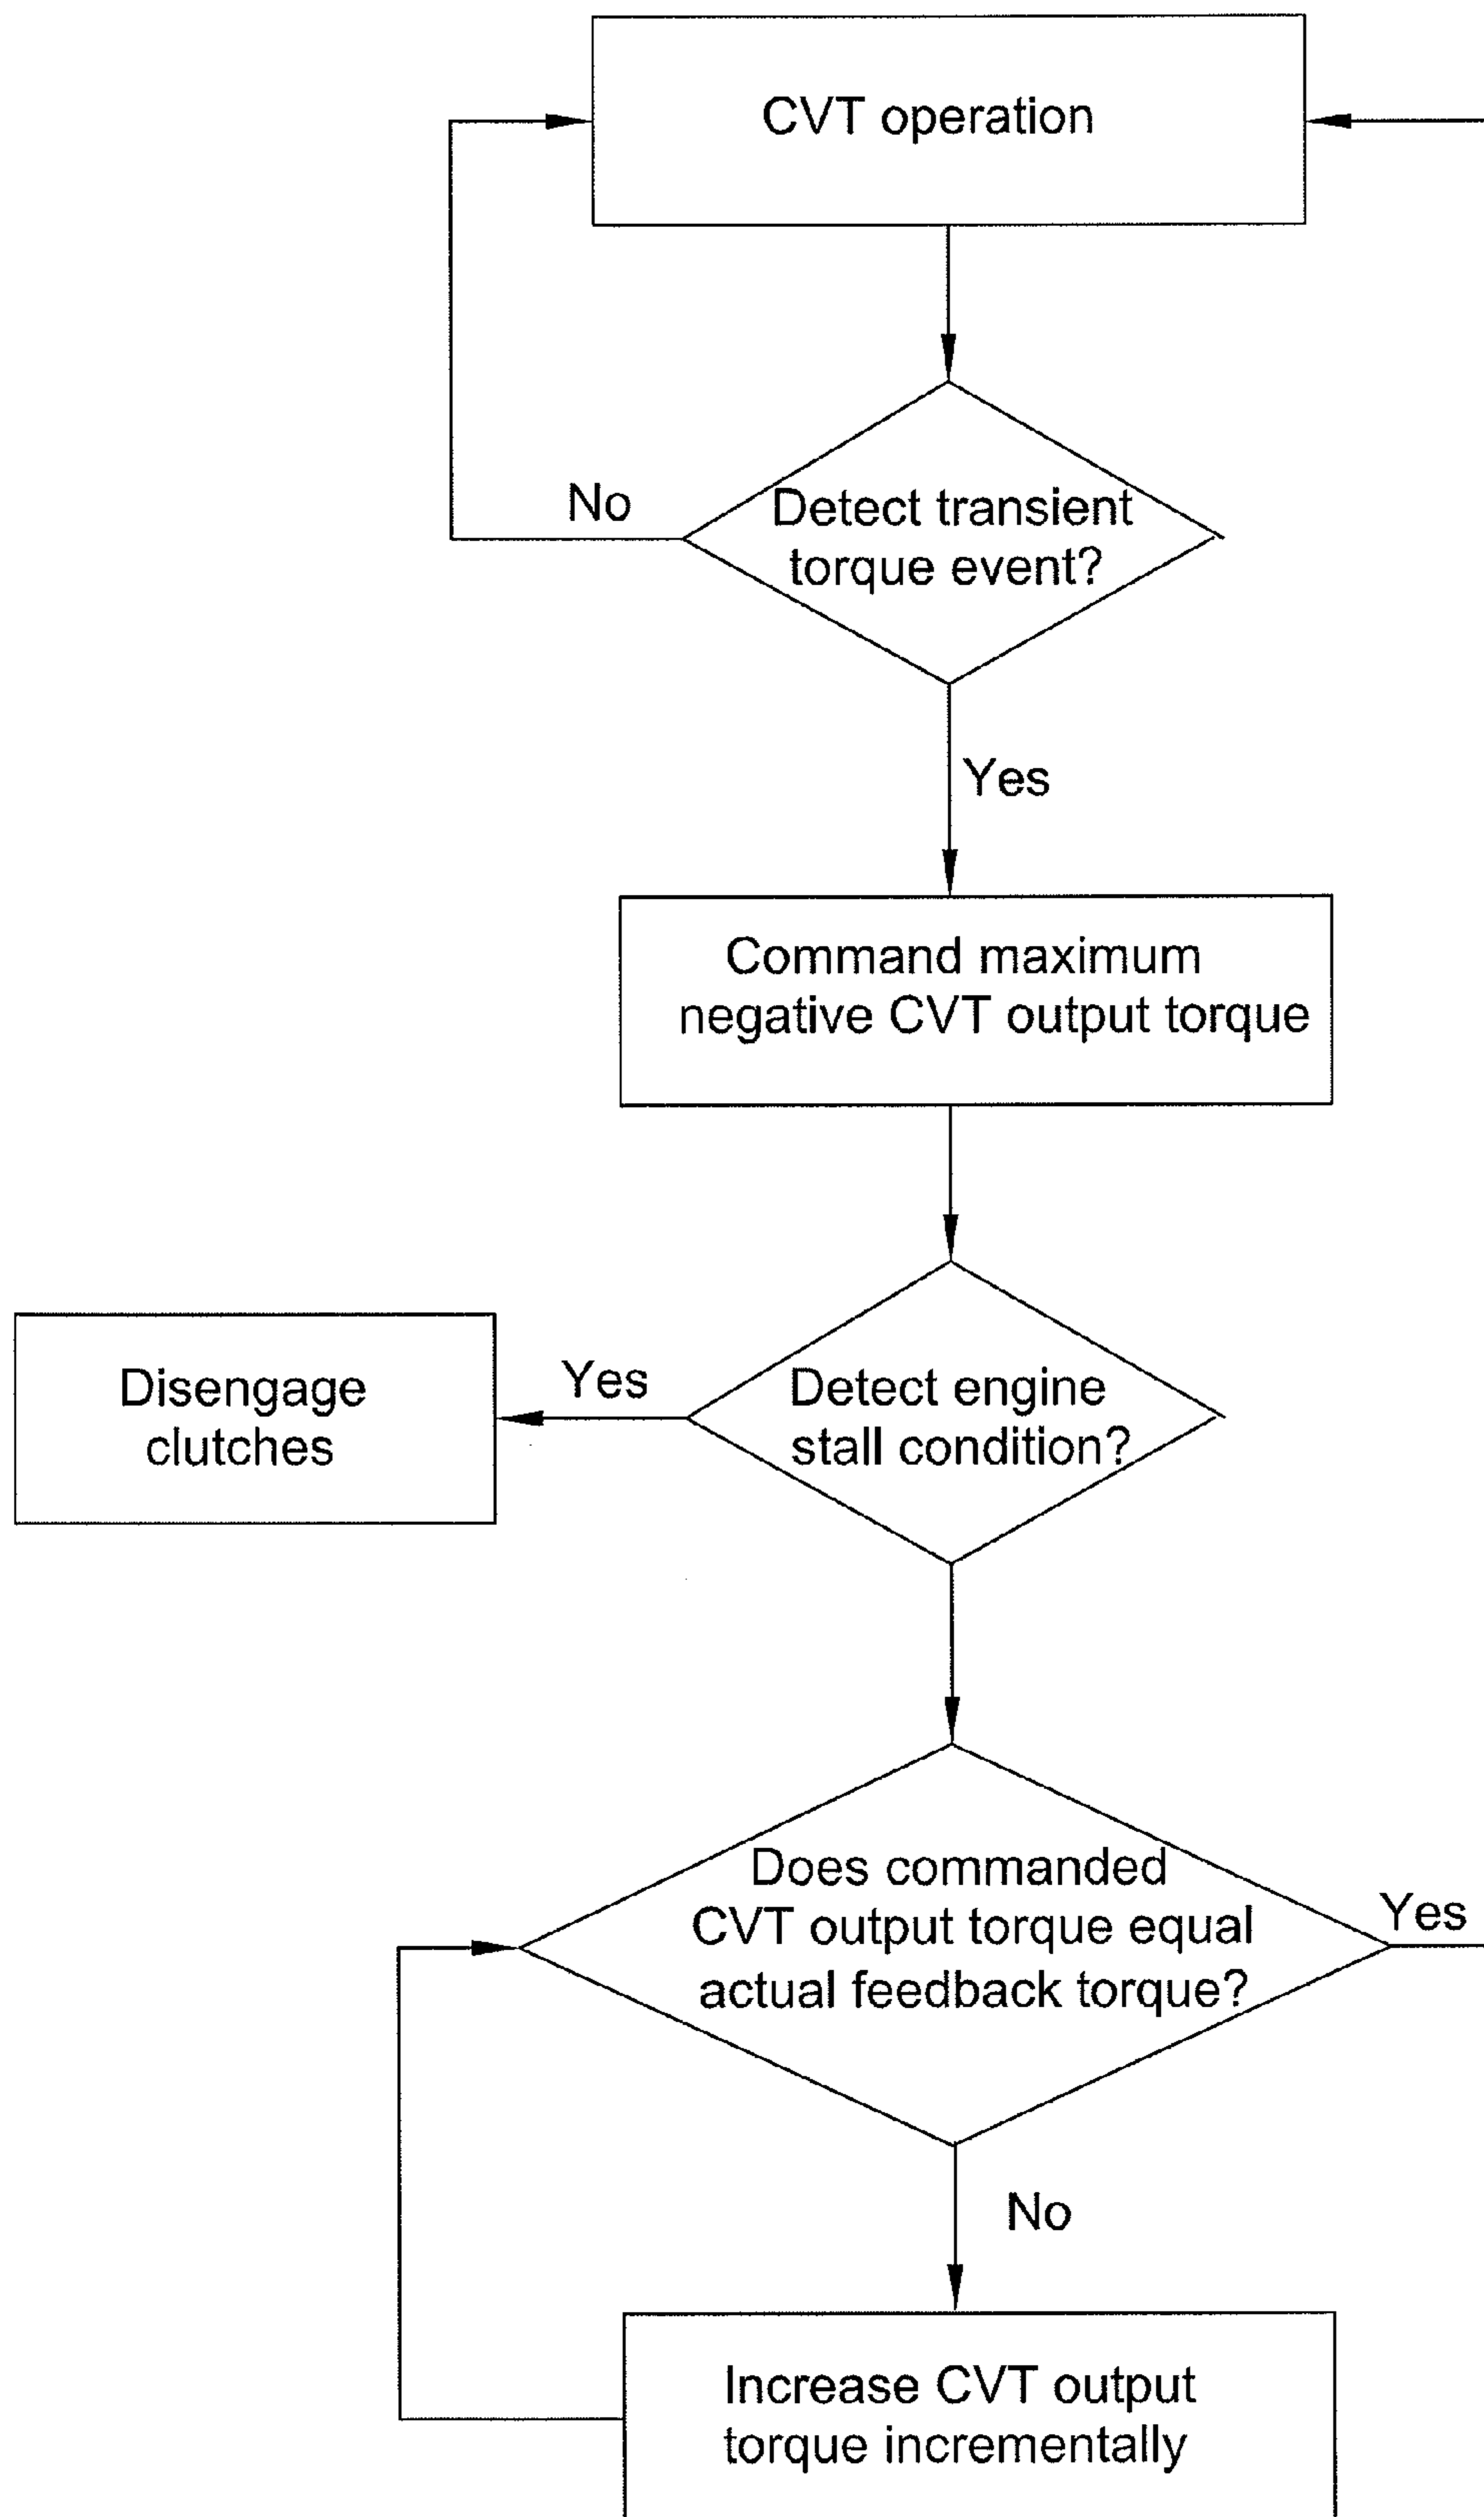 CVT operation
No
Detect transient
torque event?
Yes
Command maximum
negative CVT output torque
Disengage
clutches
Yes
Detect engine
stall condition?
Does commanded
CVT output torque equal
actual feedback torque?
Yes
No
Increase CVT output
torque incrementally